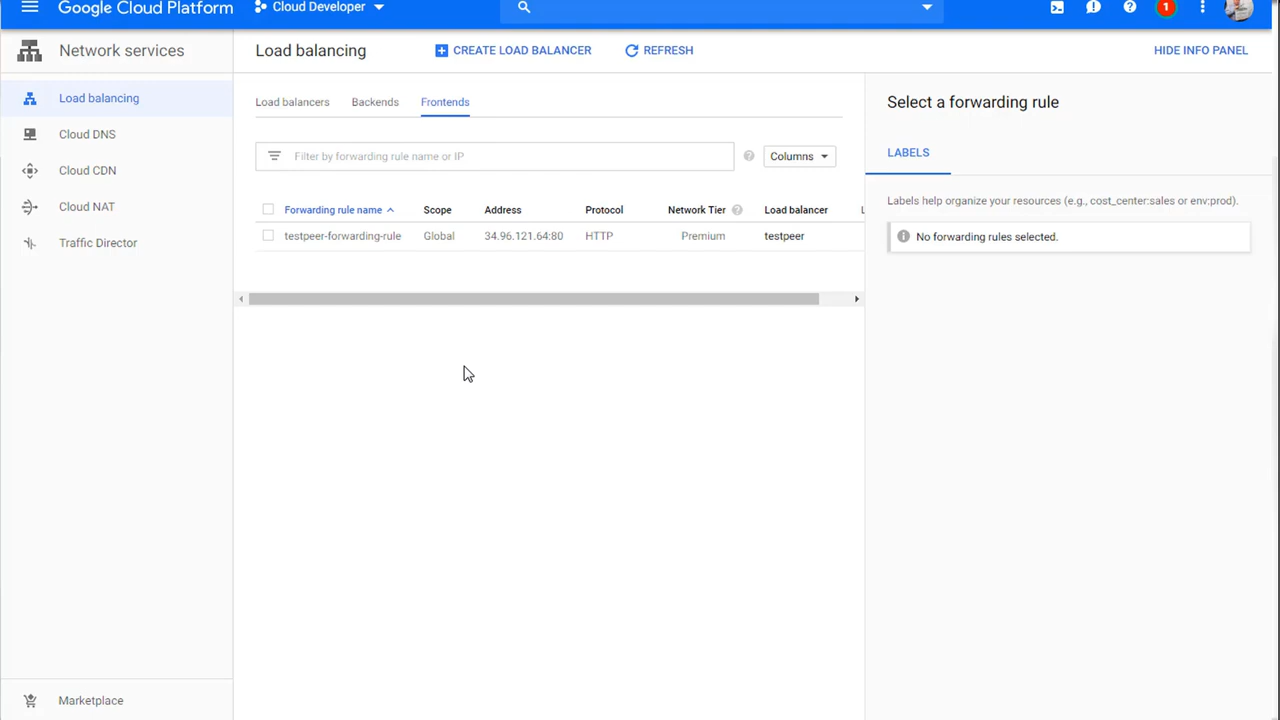 Google Cloud Platform
Cloud Developer
1
Network services
Load balancing
CREATE LOAD BALANCER
REFRESH
HIDE INFO PANEL
Load balancing
Cloud DNS
Cloud CDN
Cloud NAT
Traffic Director
Marketplace
Load balancers
Backends
Frontends
Filter by forwarding rule name or IP
Columns
Forwarding rule name Scope Address Protocol Network Tier Load balancer
testpeer-forwarding-rule Global 34.96.121.64:80 HTTP Premium testpeer
Select a forwarding rule
LABELS
Labels help organize your resources (e.g., cost_center:sales or env:prod).
No forwarding rules selected.